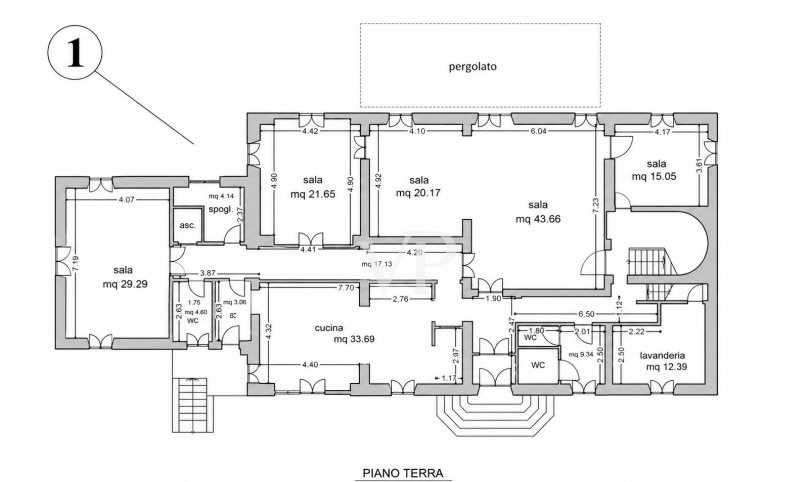 1
pergolato
4.42
4.10
6.04
4.17
sala
mq 21.65
4.90
4.90
4.92
sala
mq 20.17
sala
mq 43.66
7.23
sala
mq 15.05
3.61
4.07
mq 4.14
spogl.
2.37
asc.
7.19
sala
mq 29.29
4.41
4.20
mq 17.13
VP
3.87
7.70
2.76
1.90
6.50
1.12
2.63
1.75
mq 4.60
WC
2.63
mq 3.06
4.32
cucina
mq 33.69
4.40
2.97
1.17
2.47
1.80
2.01
2.22
WC
WC
mq 9.34
2.50
2.50
lavanderia
mq 12.39
PIANO TERRA